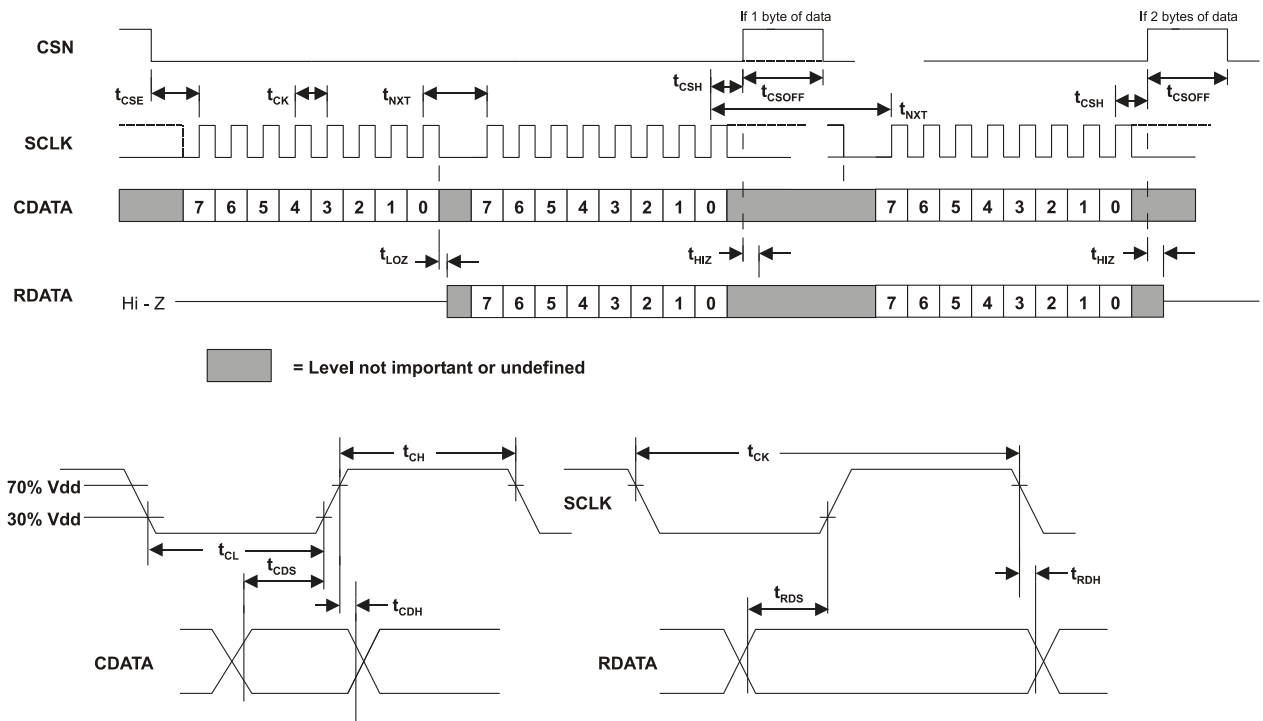 If 1 byte of data If 2 bytes of data
CSN
tCSE tCK tNXT tCSH tCSOFF tNXT tCSH tCSOFF
SCLK
CDATA 7 6 5 4 3 2 1 0 7 6 5 4 3 2 1 0 7 6 5 4 3 2 1 0
tLOZ tHIZ tHIZ
RDATA Hi - Z 7 6 5 4 3 2 1 0 7 6 5 4 3 2 1 0
= Level not important or undefined
tCH tCK
70% Vdd
SCLK
30% Vdd
tCL
tCDS
tRDH
tRDS
tCDH
CDATA RDATA